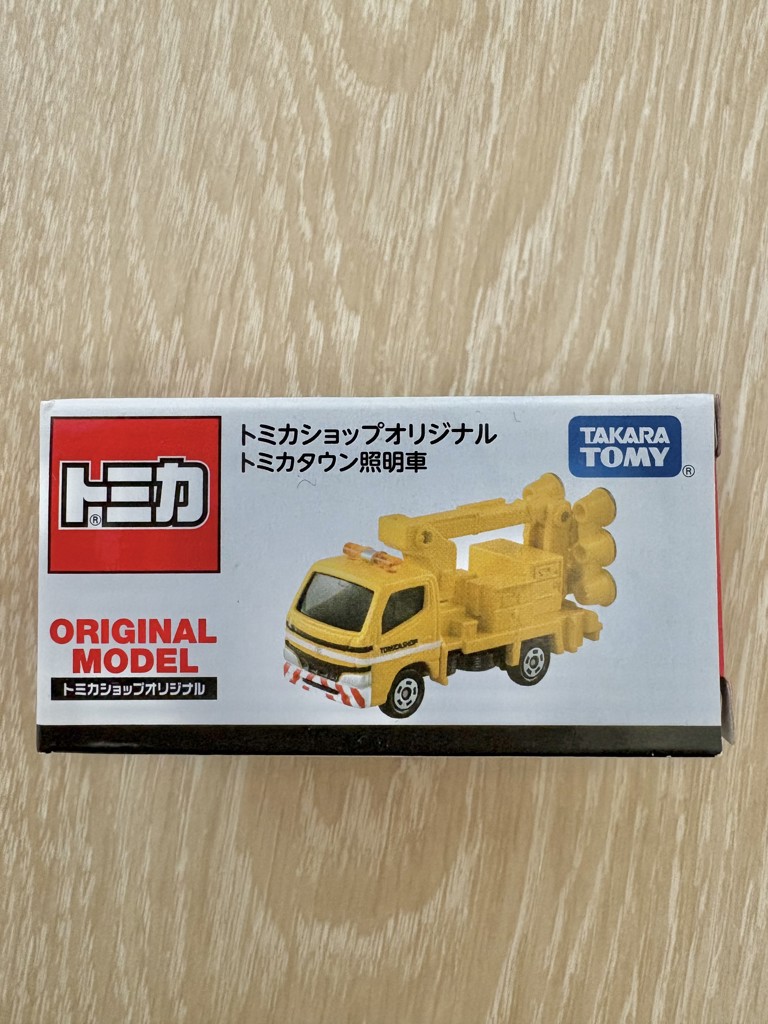 トミカ
®
トミカショップオリジナル
トミカタウン照明車
TAKARA
TOMY
®
ORIGINAL
MODEL
トミカショップオリジナル
TOMICASHOP